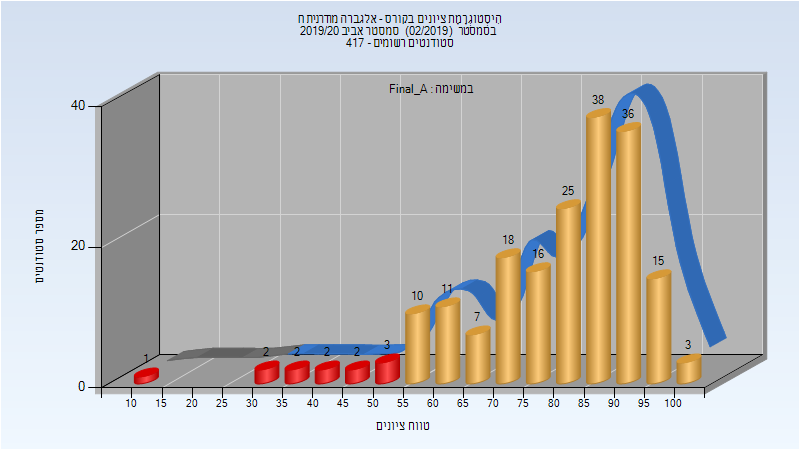 היסטוגרמת ציונים בקורס - אלגברה מודרנית ח
בסמסטר (02/2019) סמסטר אביב 2019/20
סטודנטים רשומים - 417
במשימה : Final_A
מספר סטודנטים
40
20
0
1
2
2
2
2
3
10
11
7
18
16
25
38
36
15
3
10 15 20 25 30 35 40 45 50 55 60 65 70 75 80 85 90 95 100
טווח ציונים